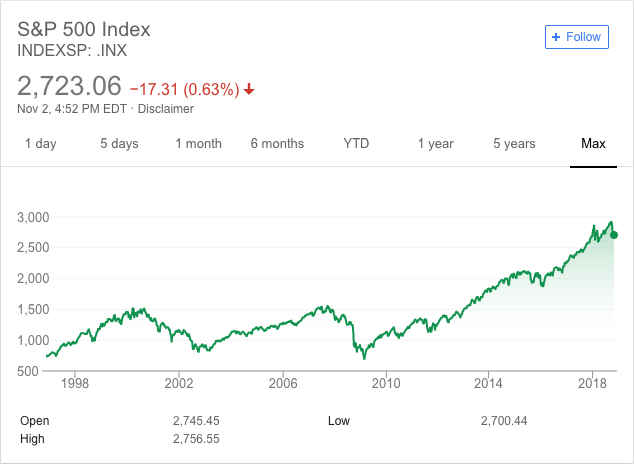 S&P 500 Index
INDEXSP: .INX
+ Follow
2,723.06 −17.31 (0.63%)
Nov 2, 4:52 PM EDT · Disclaimer
1 day 5 days 1 month 6 months YTD 1 year 5 years Max
3,000
2,500
2,000
1,500
1,000
500
1998 2002 2006 2010 2014 2018
Open 2,745.45 Low 2,700.44
High 2,756.55